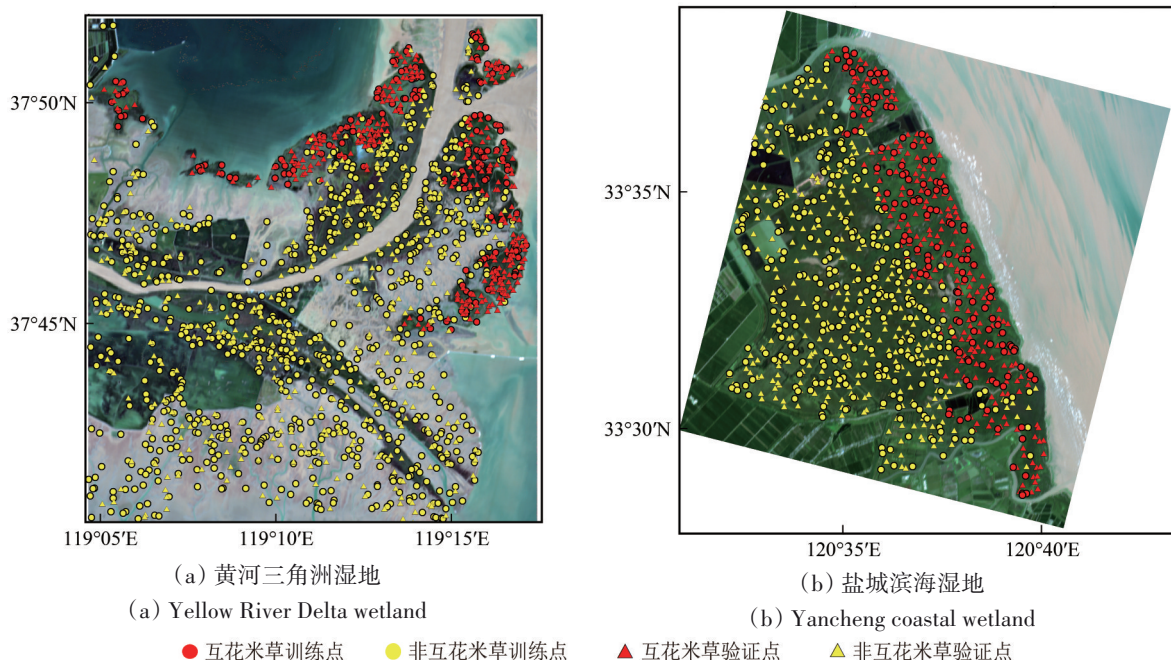 37°50′N
37°45′N
119°05′E
119°10′E
119°15′E
(a) 黄河三角洲湿地
(a) Yellow River Delta wetland
33°35′N
33°30′N
120°35′E
120°40′E
(b) 盐城滨海湿地
(b) Yancheng coastal wetland
互花米草训练点
非互花米草训练点
互花米草验证点
非互花米草验证点